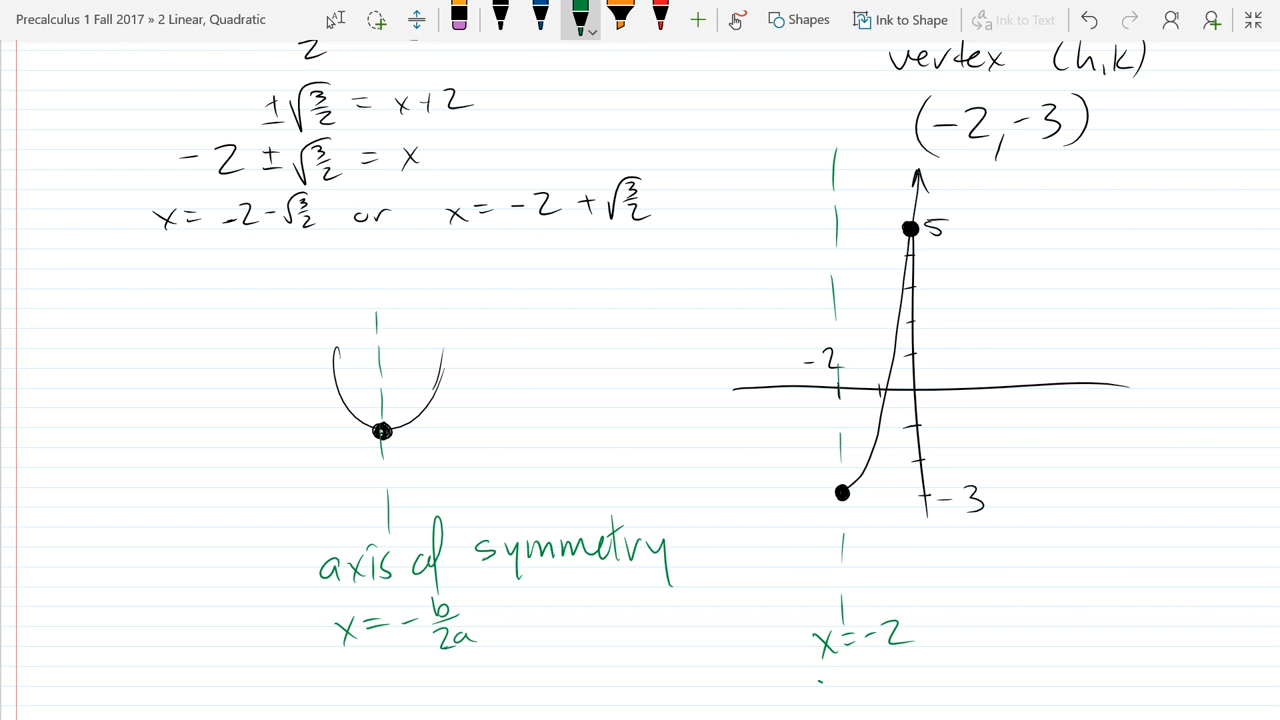 Precalculus 1 Fall 2017 » 2 Linear, Quadratic
Shapes
Ink to Shape
Ink to Text
2
±√(3/2) = x+2
-2 ±√(3/2) = x
x = -2-√(3/2) or x = -2+√(3/2)
axis of symmetry
x = -b/2a
vertex (h,k)
(-2,-3)
5
-2
-3
x=-2